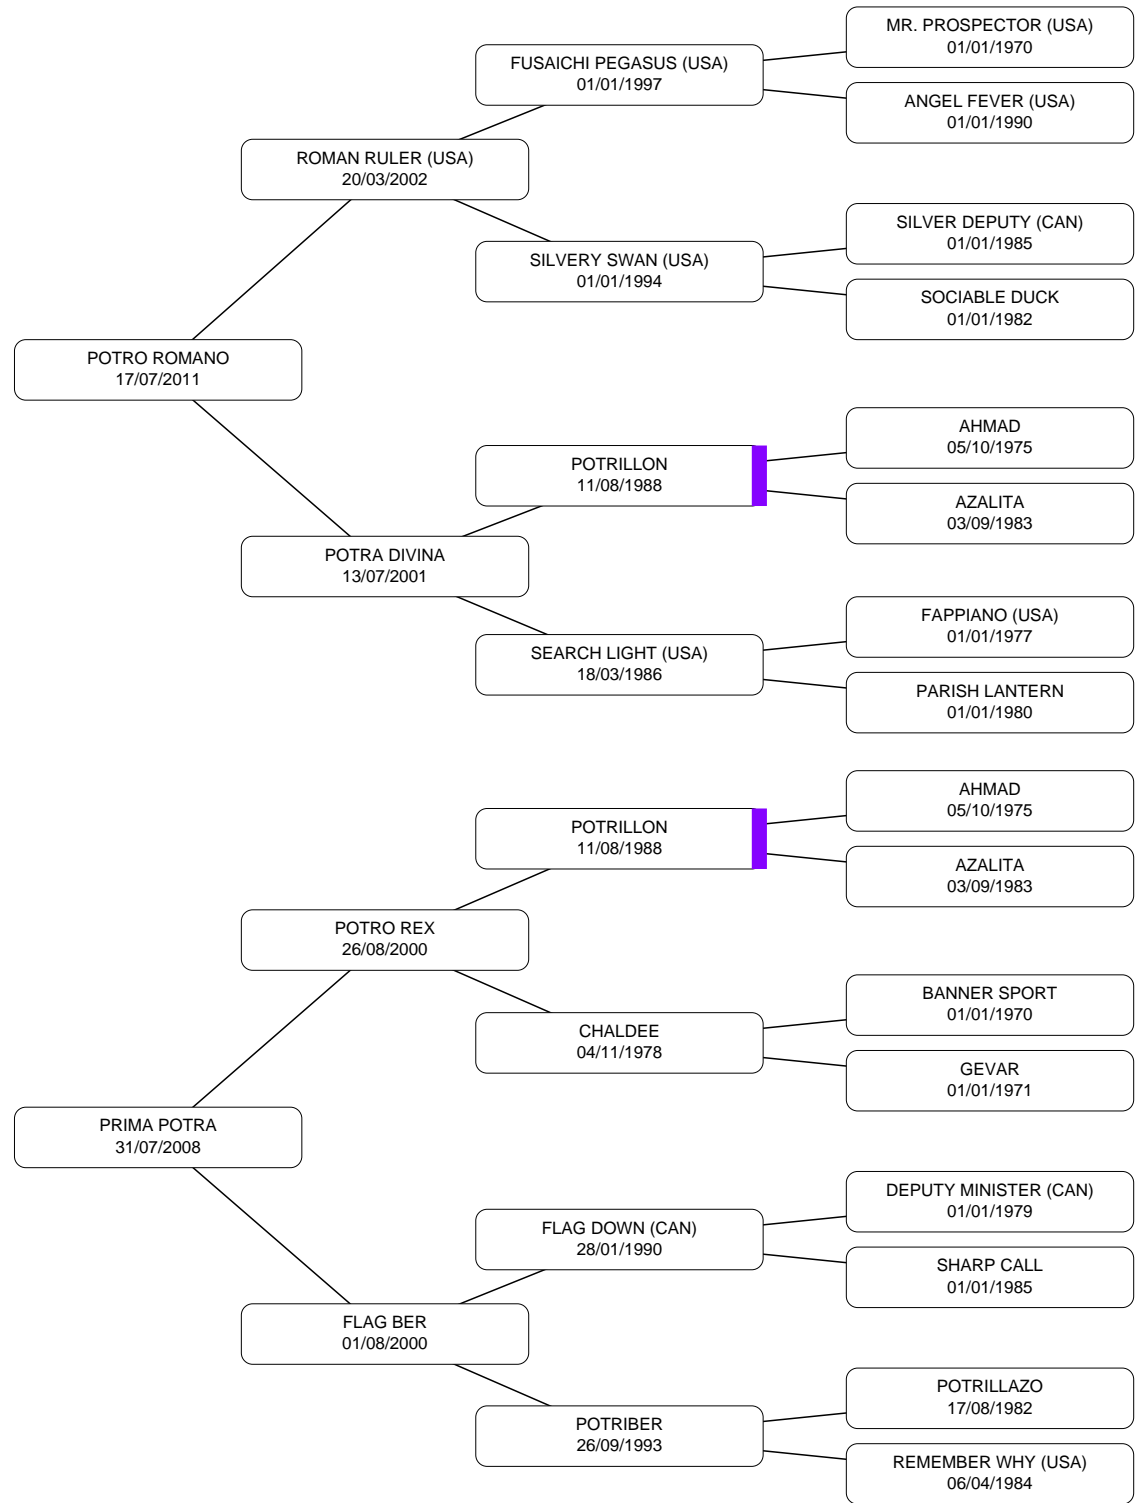 MR. PROSPECTOR (USA)
01/01/1970
FUSAICHI PEGASUS (USA)
01/01/1997
ANGEL FEVER (USA)
01/01/1990
ROMAN RULER (USA)
20/03/2002
SILVER DEPUTY (CAN)
01/01/1985
SILVERY SWAN (USA)
01/01/1994
SOCIABLE DUCK
01/01/1982
POTRO ROMANO
17/07/2011
AHMAD
05/10/1975
POTRILLON
11/08/1988
AZALITA
03/09/1983
POTRA DIVINA
13/07/2001
FAPPIANO (USA)
01/01/1977
SEARCH LIGHT (USA)
18/03/1986
PARISH LANTERN
01/01/1980
AHMAD
05/10/1975
POTRILLON
11/08/1988
AZALITA
03/09/1983
POTRO REX
26/08/2000
BANNER SPORT
01/01/1970
CHALDEE
04/11/1978
GEVAR
01/01/1971
PRIMA POTRA
31/07/2008
DEPUTY MINISTER (CAN)
01/01/1979
FLAG DOWN (CAN)
28/01/1990
SHARP CALL
01/01/1985
FLAG BER
01/08/2000
POTRILLAZO
17/08/1982
POTRIBER
26/09/1993
REMEMBER WHY (USA)
06/04/1984